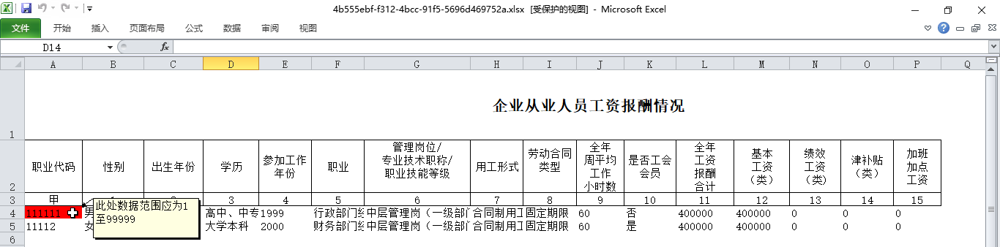 4b555ebf-f312-4bcc-91f5-5696d469752a.xlsx [受保护的视图] - Microsoft Excel
文件 开始 插入 页面布局 公式 数据 审阅 视图
D14 fx
A B C D E F G H I J K L M N O P Q
1 企业从业人员工资报酬情况
2 职业代码 性别 出生年份 学历 参加工作年份 职业 管理岗位/专业技术职称/职业技能等级 用工形式 劳动合同类型 全年周平均工作小时数 是否工会会员 全年工资报酬合计 基本工资(类) 绩效工资(类) 津补贴(类) 加班加点工资
3 甲 3 4 5 6 7 8 9 10 11 12 13 14 15
此处数据范围应为1至99999
4 111111 男 高中、中专 1999 行政部门经 中层管理岗（一级部门 合同制用工 固定期限 60 否 400000 400000 0 0 0
5 11112 女 大学本科 2000 财务部门经 中层管理岗（一级部门 合同制用工 固定期限 60 是 400000 400000 0 0 0
6